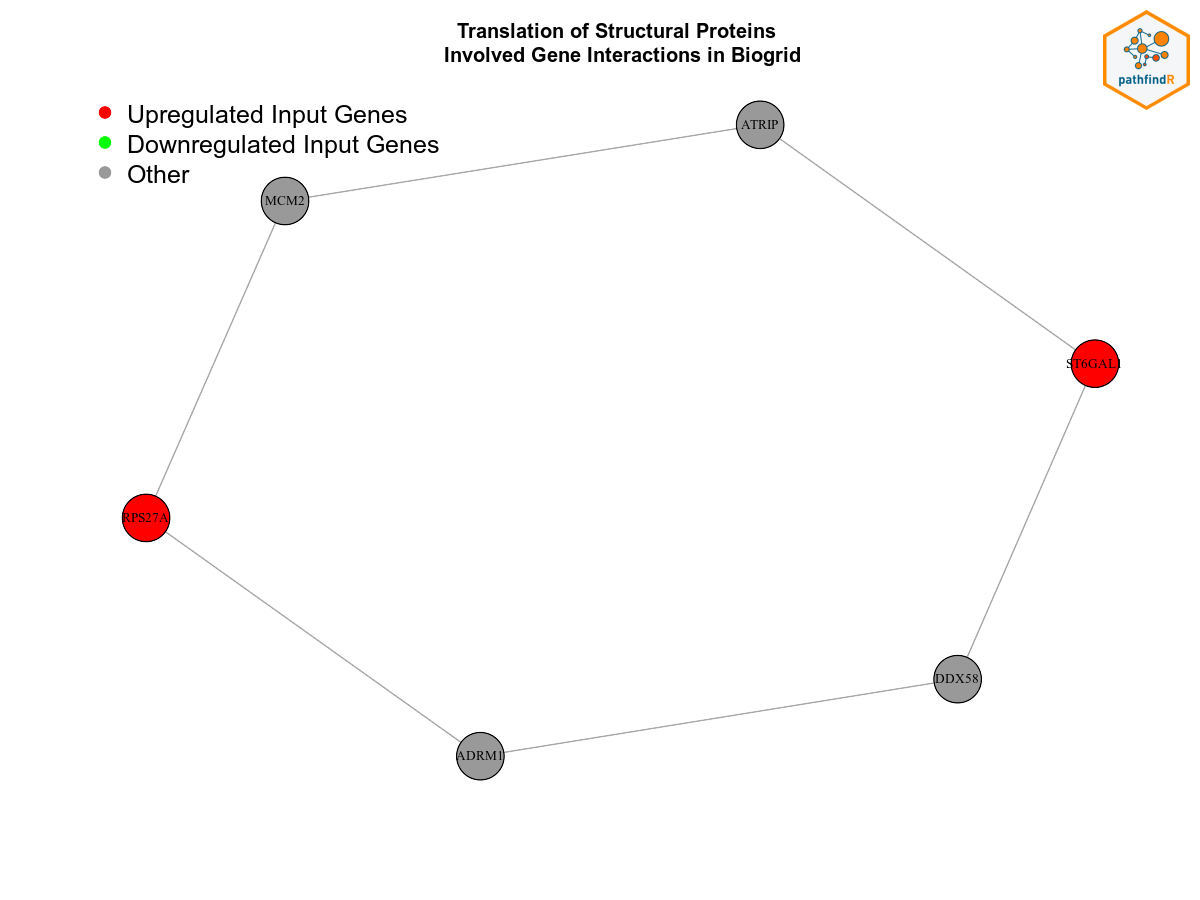 Translation of Structural Proteins
Involved Gene Interactions in Biogrid
pathfindR
Upregulated Input Genes
Downregulated Input Genes
Other
ATRIP
MCM2
ST6GAL1
RPS27A
DDX58
ADRM1